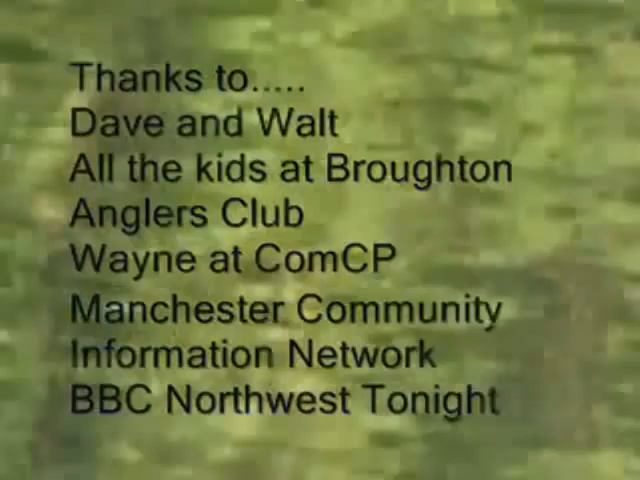 Thanks to.....
Dave and Walt
All the kids at Broughton
Anglers Club
Wayne at ComCP
Manchester Community
Information Network
BBC Northwest Tonight